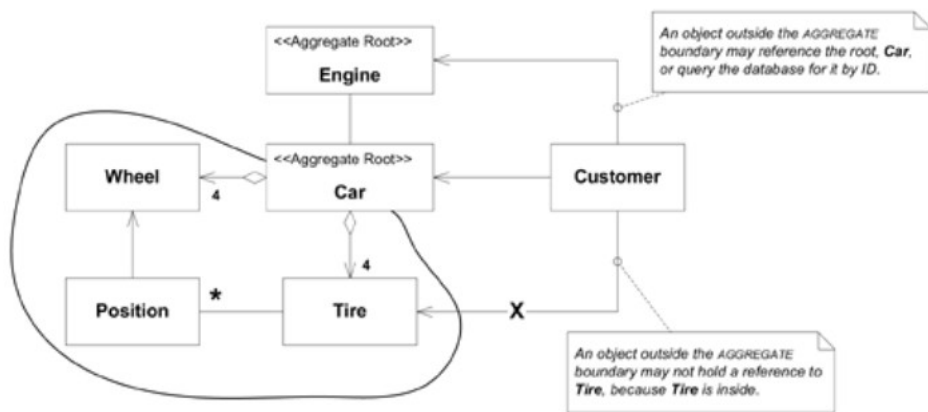 <<Aggregate Root>>
Engine
An object outside the AGGREGATE
boundary may reference the root, Car,
or query the database for it by ID.
Wheel
4
<<Aggregate Root>>
Car
Customer
4
Position
*
Tire
X
An object outside the AGGREGATE
boundary may not hold a reference to
Tire, because Tire is inside.